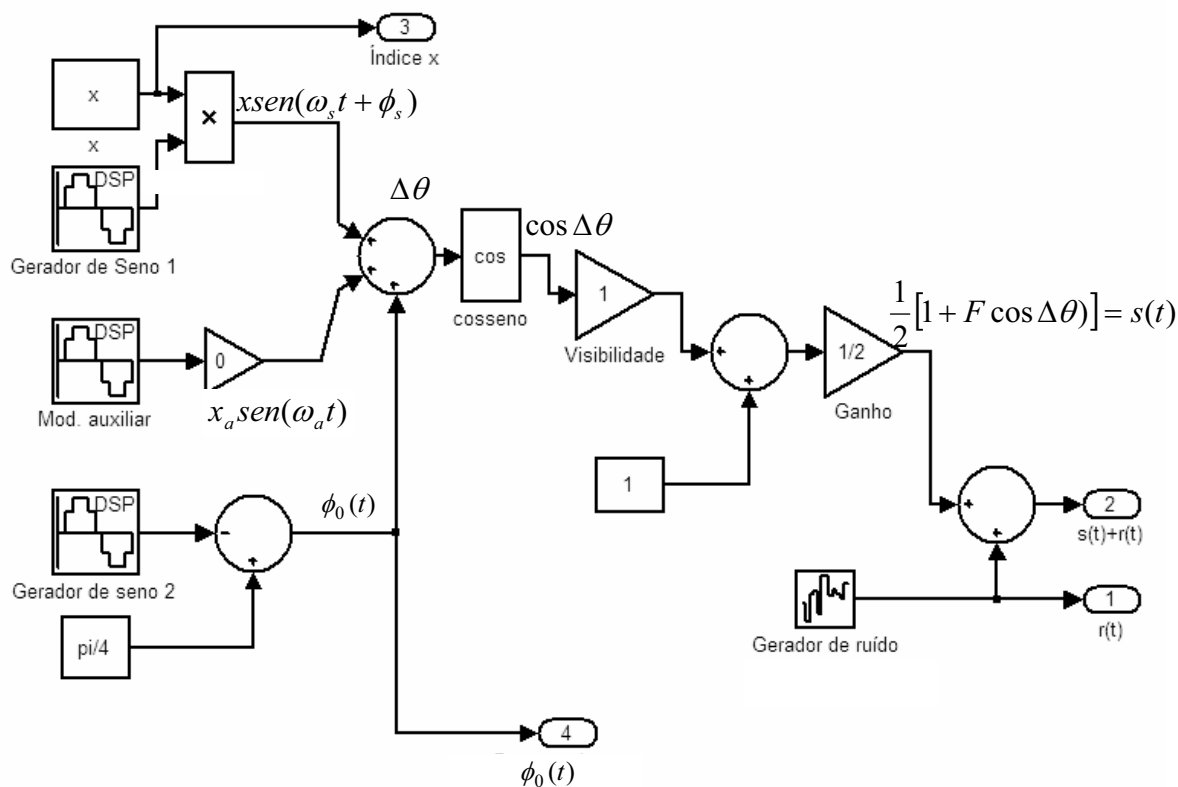 3
Índice x
x
x
×
xsen(ω_s t + φ_s)
DSP
Gerador de Seno 1
Δθ
cos
cosseno
cos Δθ
1
Visibilidade
1/2
Ganho
1/2[1 + F cos Δθ)] = s(t)
DSP
Mod. auxiliar
0
x_a sen(ω_a t)
1
DSP
Gerador de seno 2
φ_0(t)
pi/4
2
s(t)+r(t)
1
r(t)
Gerador de ruído
4
φ_0(t)